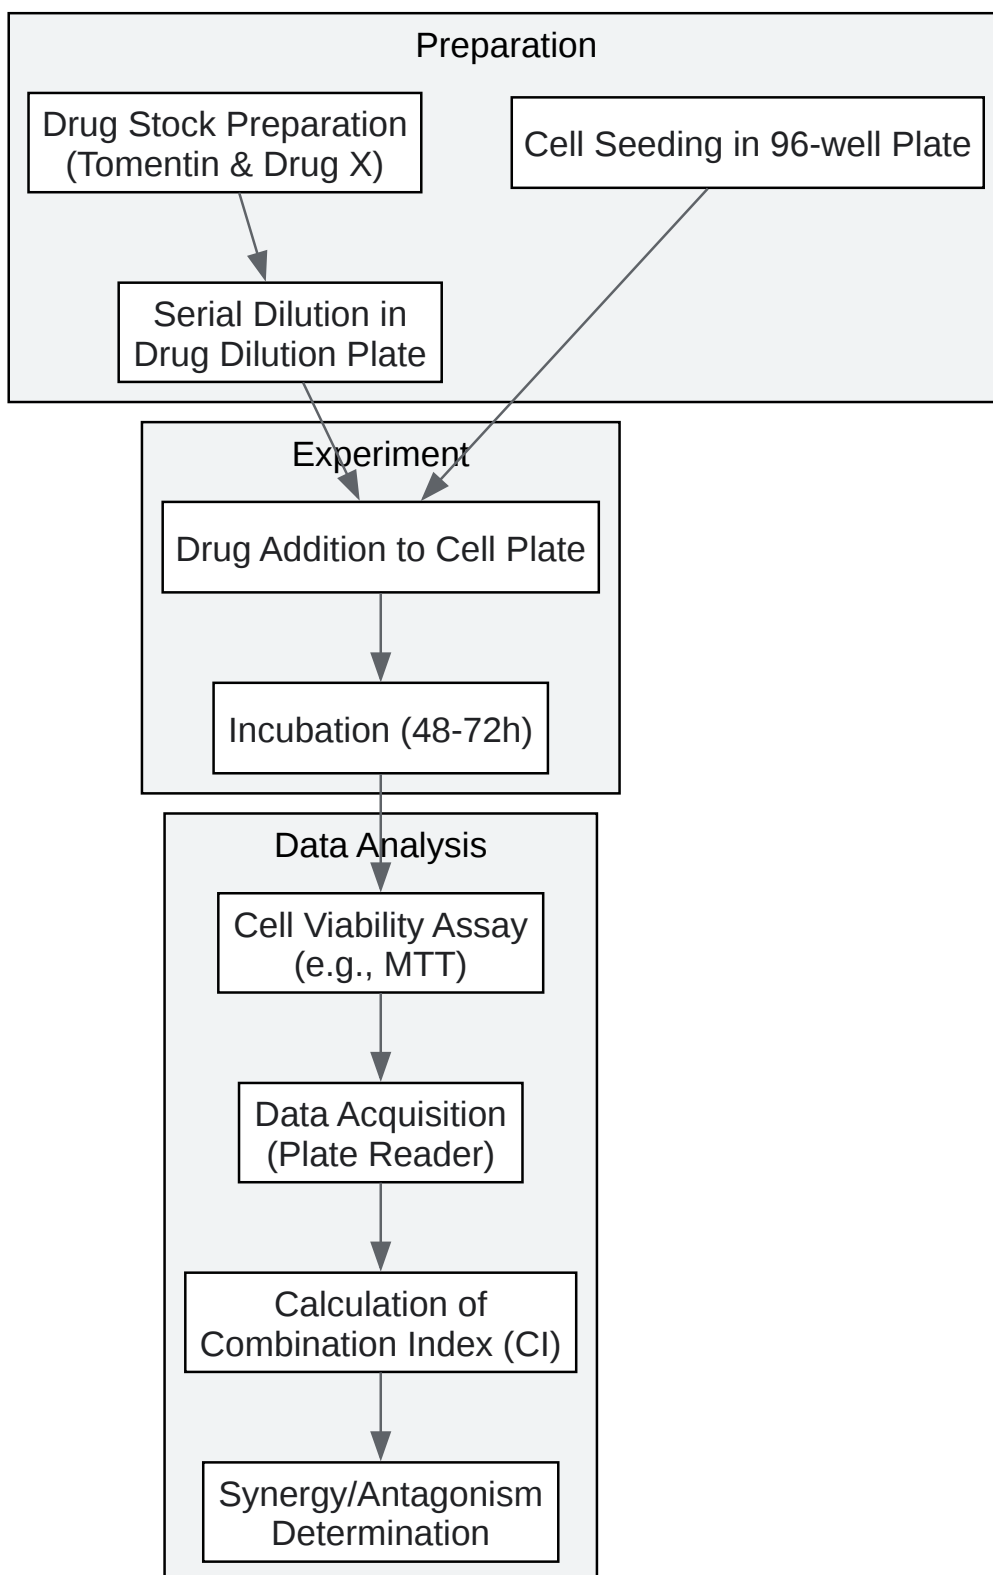 Preparation
Drug Stock Preparation
(Tomentin & Drug X)
Cell Seeding in 96-well Plate
Serial Dilution in
Drug Dilution Plate
Experiment
Drug Addition to Cell Plate
Incubation (48-72h)
Data Analysis
Cell Viability Assay
(e.g., MTT)
Data Acquisition
(Plate Reader)
Calculation of
Combination Index (CI)
Synergy/Antagonism
Determination